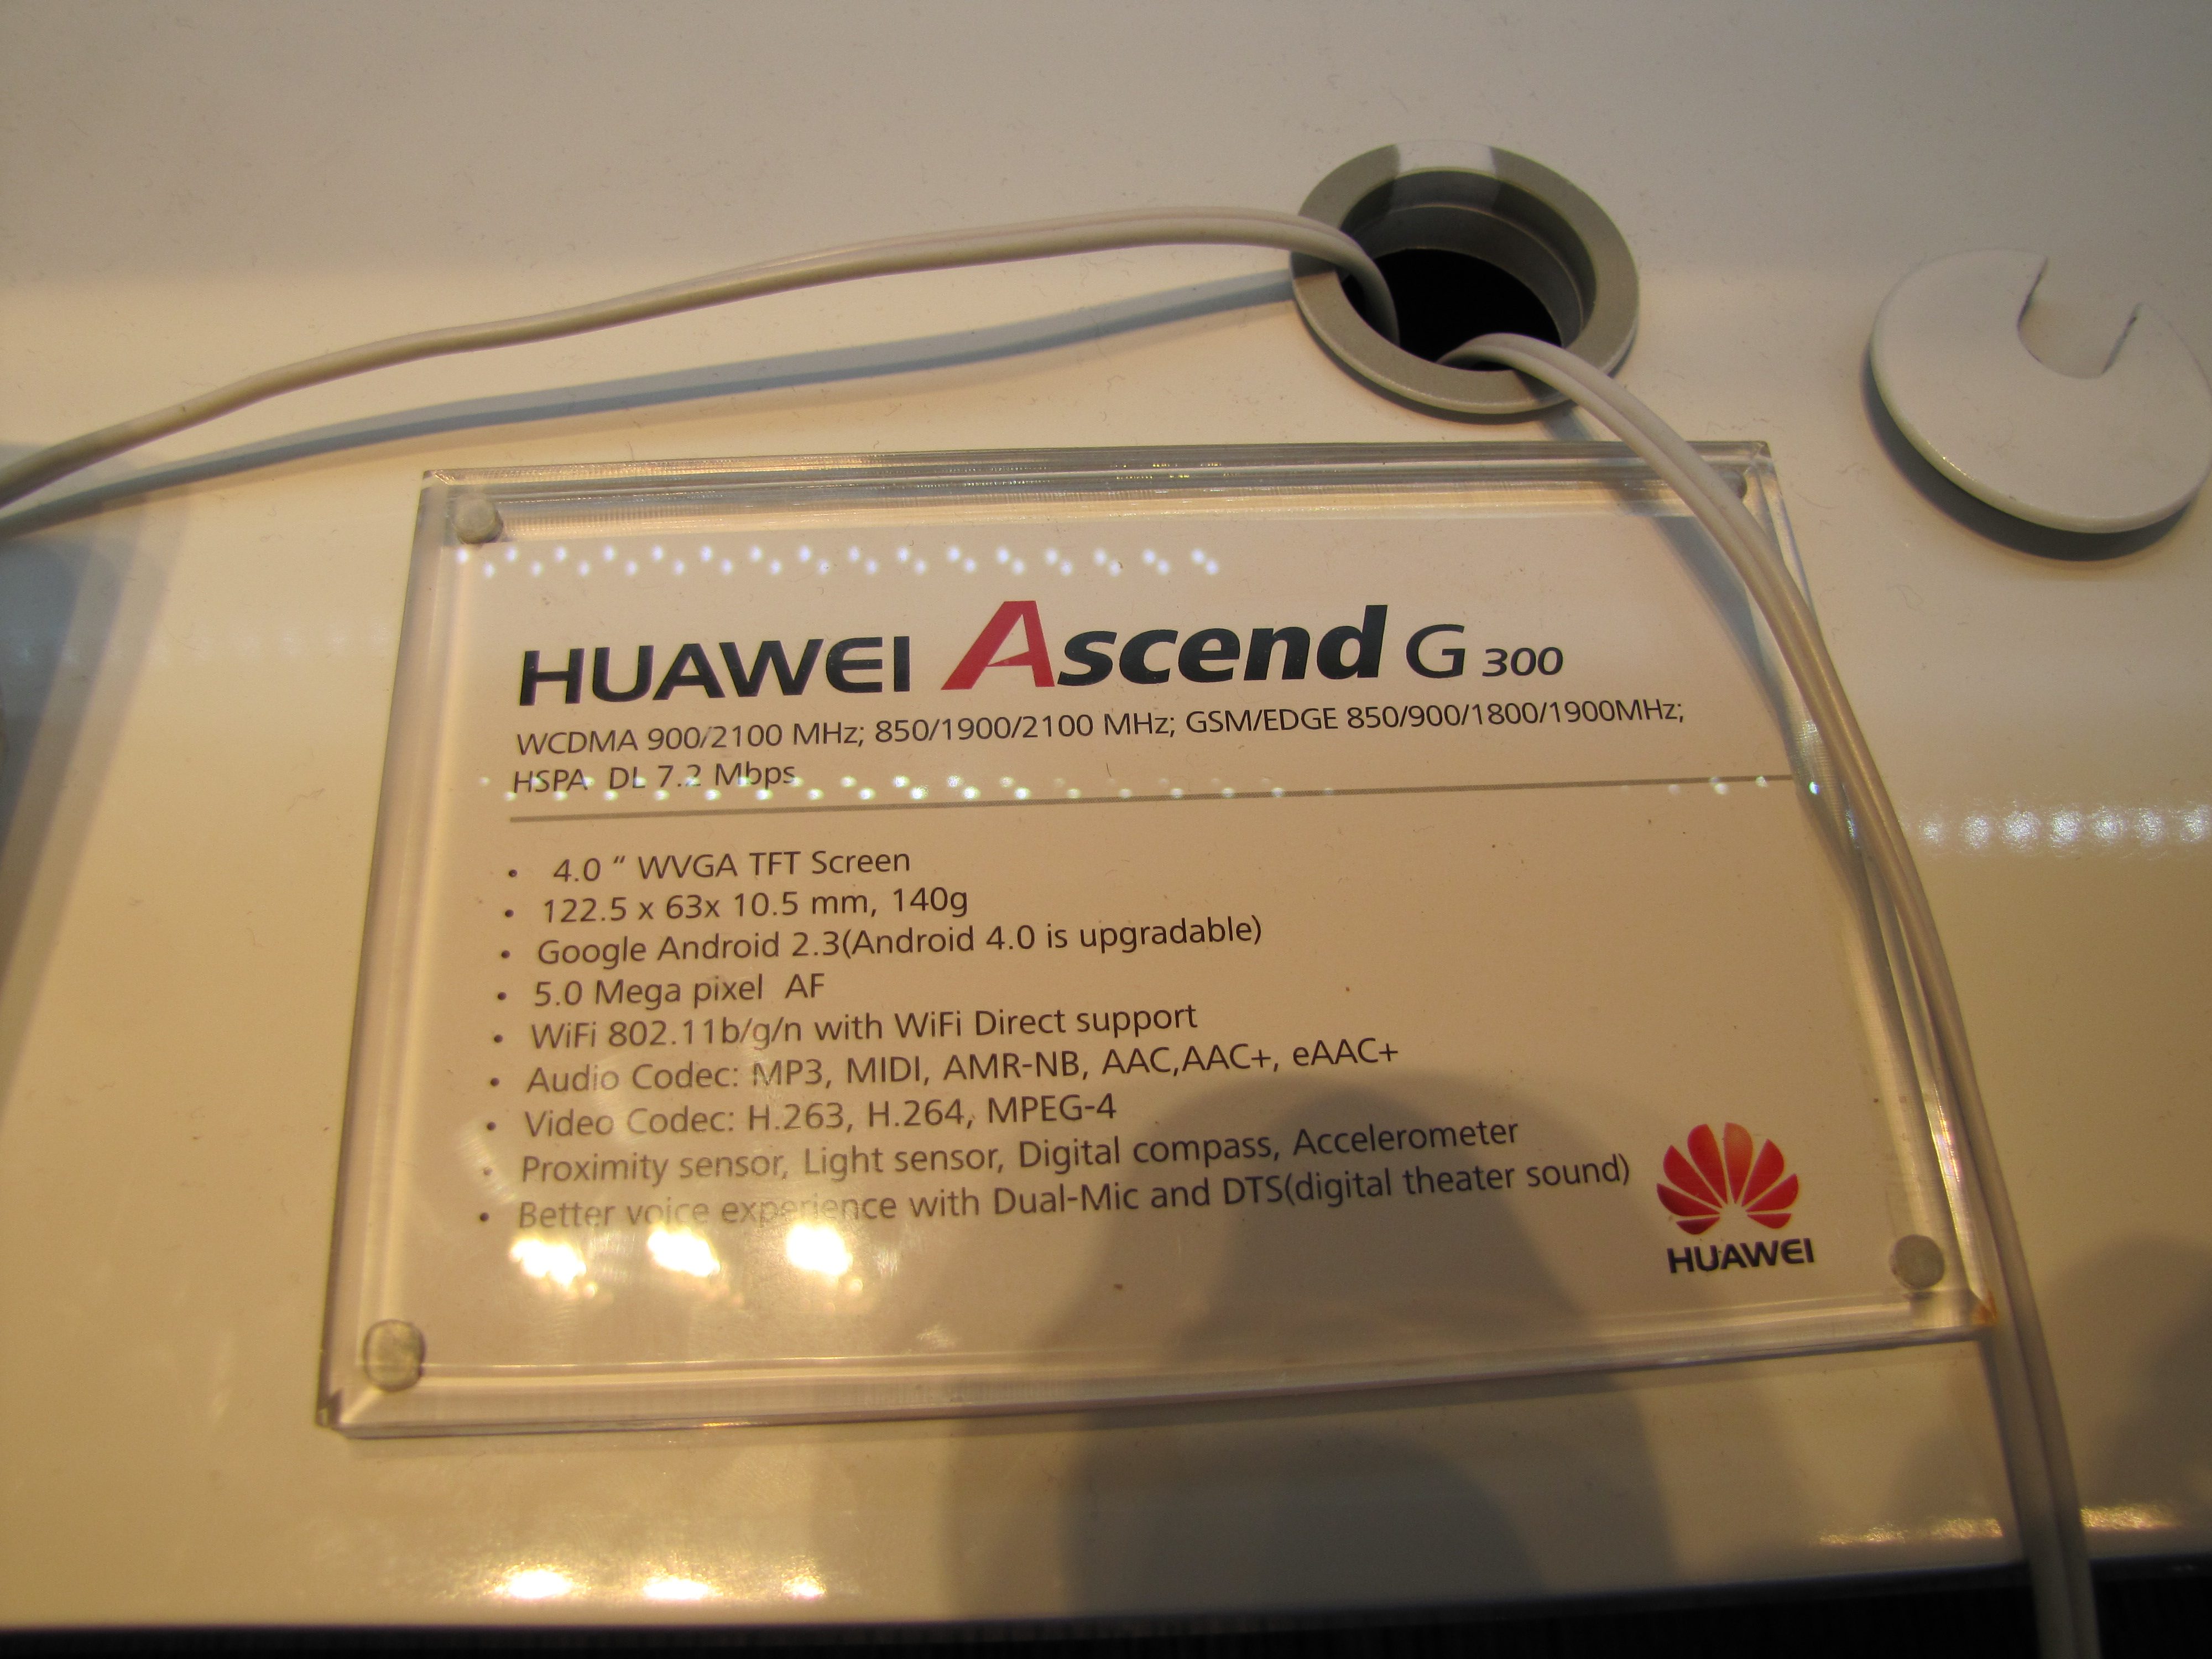 HUAWEI Ascend G 300
WCDMA 900/2100 MHz; 850/1900/2100 MHz; GSM/EDGE 850/900/1800/1900MHz;
HSPA  DL 7.2 Mbps
•  4.0 “ WVGA TFT Screen
• 122.5 x 63x 10.5 mm, 140g
• Google Android 2.3(Android 4.0 is upgradable)
• 5.0 Mega pixel  AF
• WiFi 802.11b/g/n with WiFi Direct support
• Audio Codec: MP3, MIDI, AMR-NB, AAC,AAC+, eAAC+
• Video Codec: H.263, H.264, MPEG-4
• Proximity sensor, Light sensor, Digital compass, Accelerometer
• Better voice experience with Dual-Mic and DTS(digital theater sound)
HUAWEI